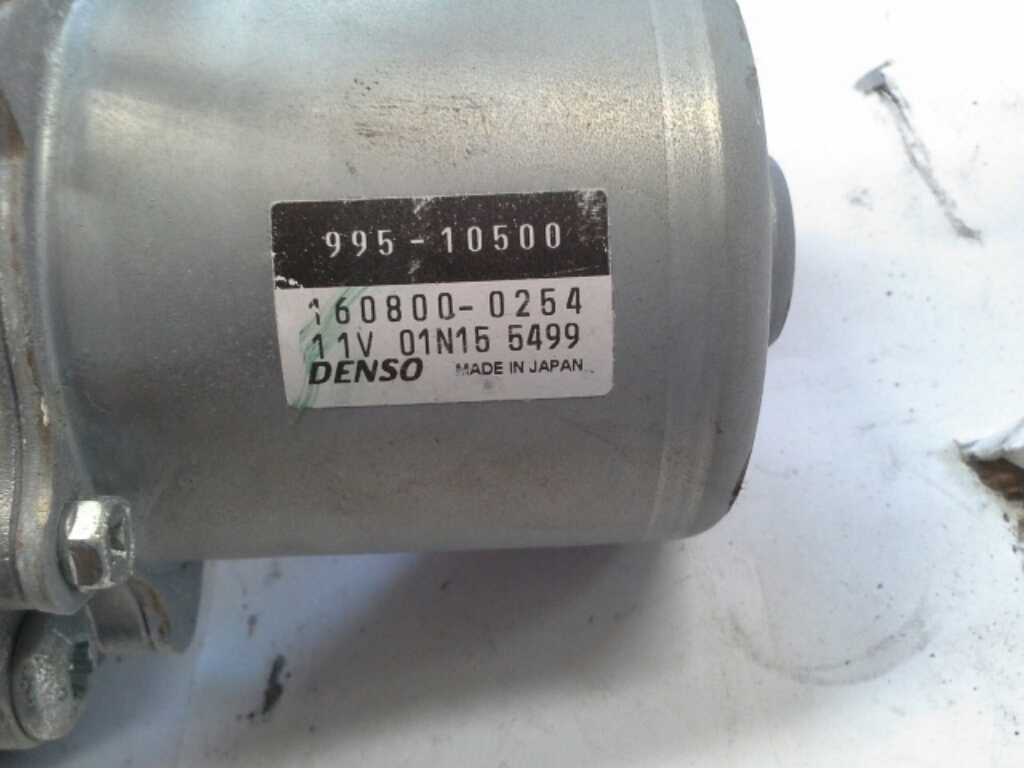 995-10500
160800-0254
11V 01N15 5499
DENSO MADE IN JAPAN